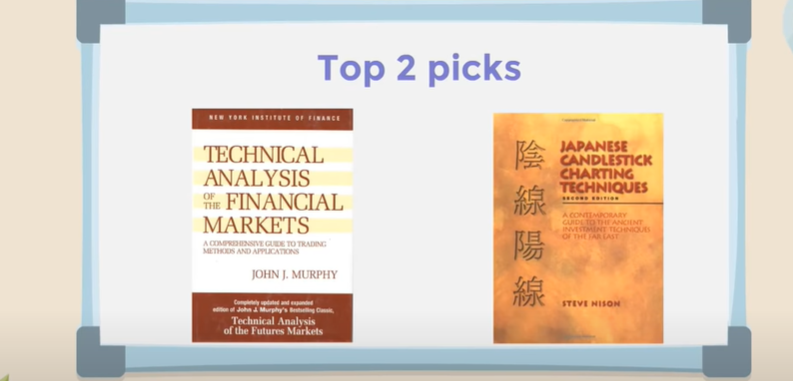 Top 2 picks
NEW YORK INSTITUTE OF FINANCE
TECHNICAL
ANALYSIS
OF THE FINANCIAL
MARKETS
A COMPREHENSIVE GUIDE TO TRADING
METHODS AND APPLICATIONS
JOHN J. MURPHY
Completely updated and expanded
edition of John J. Murphy's Bestselling Classic,
Technical Analysis
of the Futures Markets
陰
線
陽
線
JAPANESE
CANDLESTICK
CHARTING
TECHNIQUES
SECOND EDITION
A CONTEMPORARY
GUIDE TO THE ANCIENT
INVESTMENT TECHNIQUES
OF THE FAR EAST
STEVE NISON